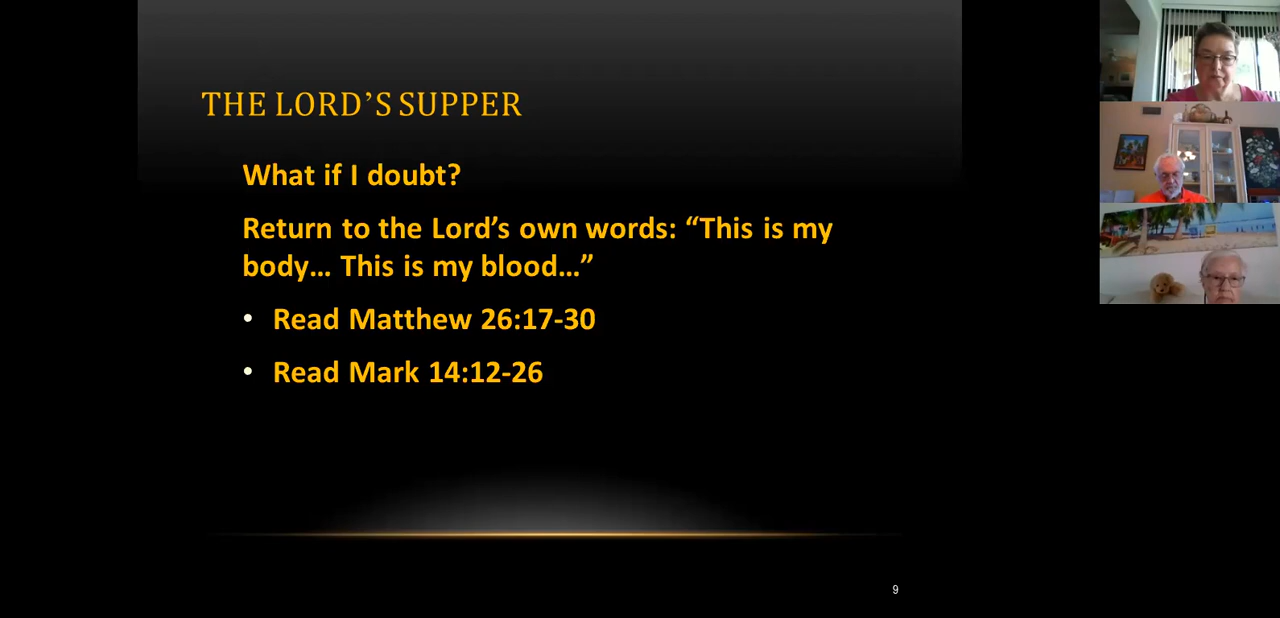 THE LORD’S SUPPER
What if I doubt?
Return to the Lord’s own words: “This is my
body… This is my blood…”
• Read Matthew 26:17-30
• Read Mark 14:12-26
9